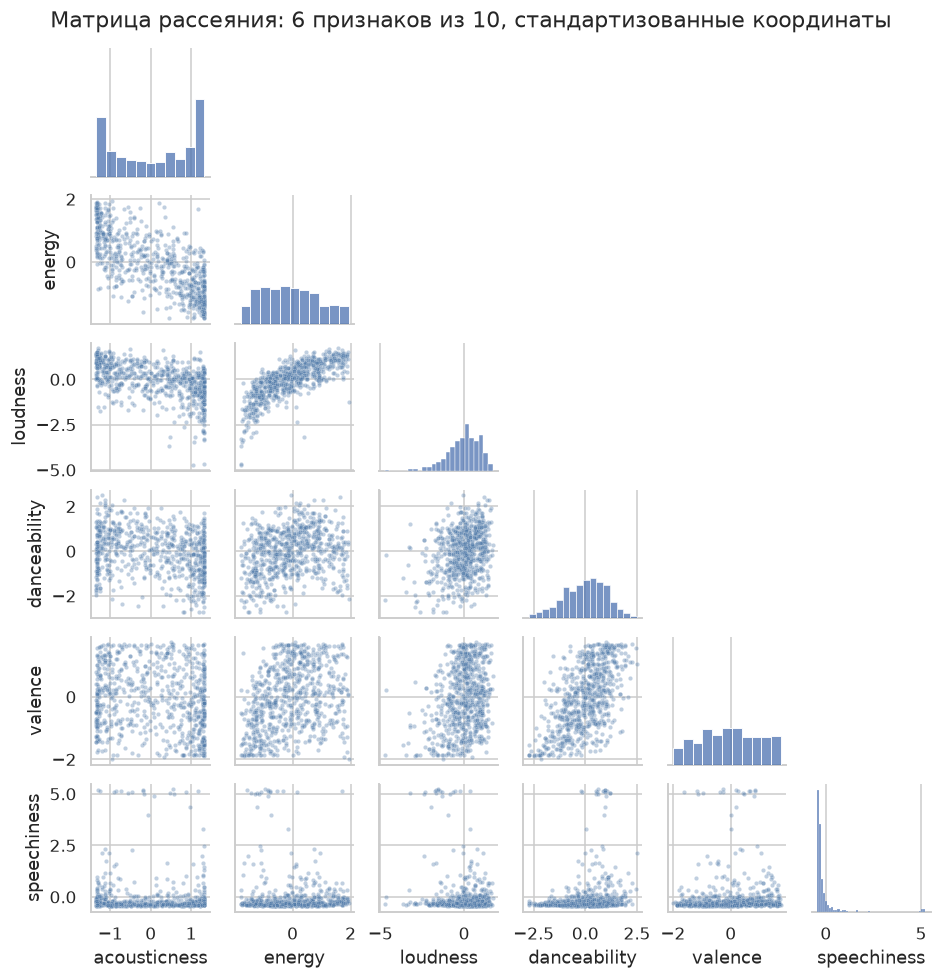 Матрица рассеяния: 6 признаков из 10, стандартизованные координаты
energy
2
0
loudness
0.0
−2.5
−5.0
danceability
2
0
−2
valence
0
−2
speechiness
5.0
2.5
0.0
−1 0 1 0 2 −5 0 −2.5 0.0 2.5 −2 0 0 5
acousticness energy loudness danceability valence speechiness